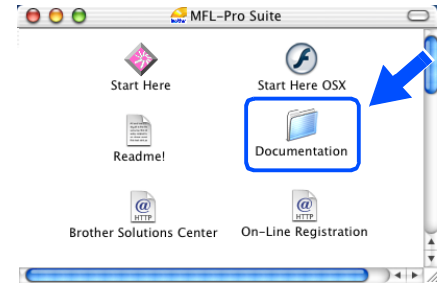 MFL-Pro Suite
Start Here
Start Here OSX
Readme!
Documentation
@
HTTP
@
HTTP
Brother Solutions Center
On-Line Registration